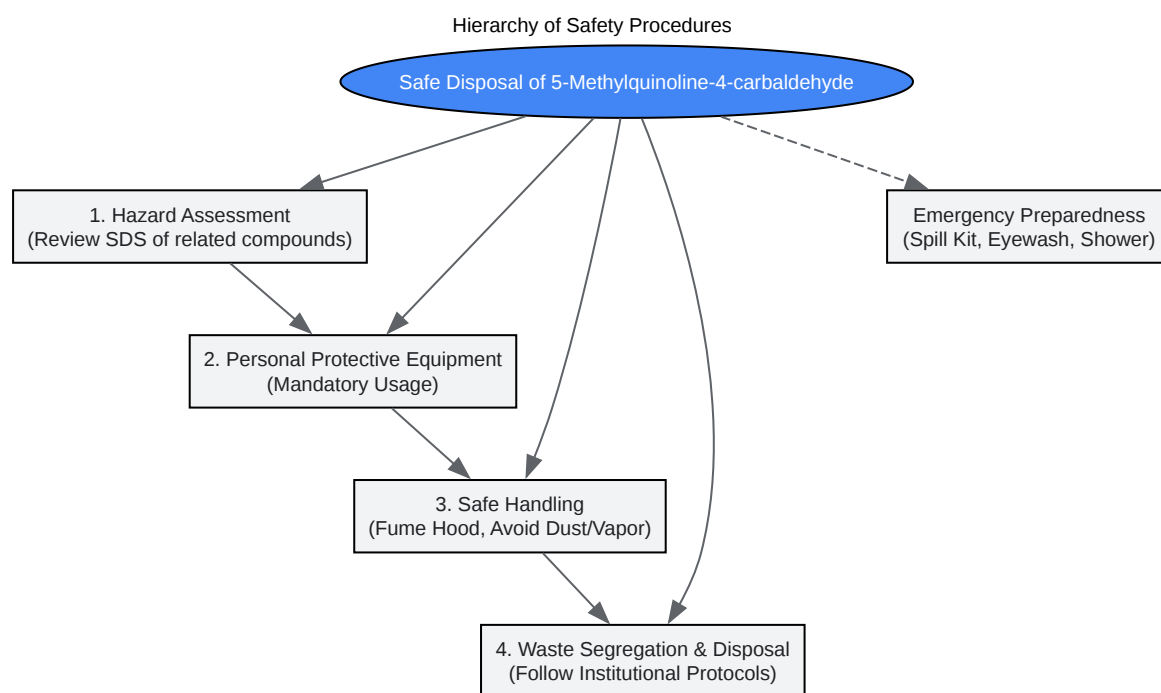 Hierarchy of Safety Procedures
Safe Disposal of 5-Methylquinoline-4-carbaldehyde
1. Hazard Assessment
(Review SDS of related compounds)
Emergency Preparedness
(Spill Kit, Eyewash, Shower)
2. Personal Protective Equipment
(Mandatory Usage)
3. Safe Handling
(Fume Hood, Avoid Dust/Vapor)
4. Waste Segregation & Disposal
(Follow Institutional Protocols)